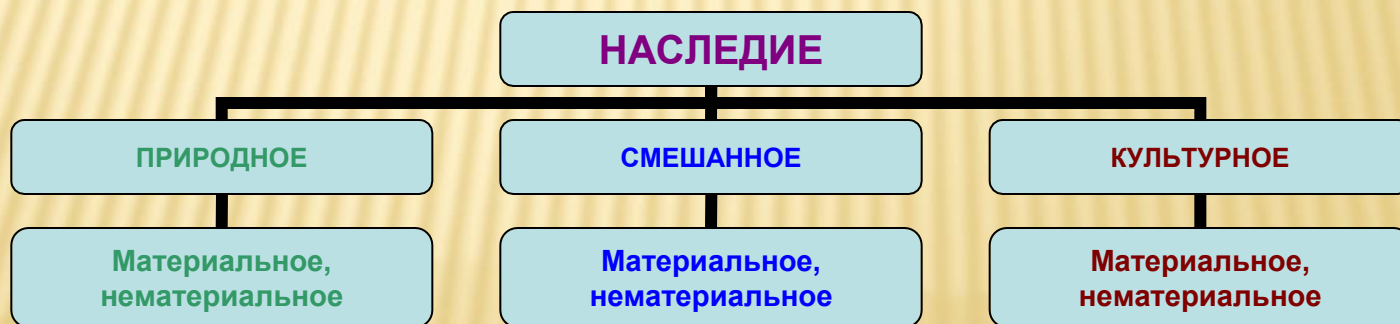 НАСЛЕДИЕ
ПРИРОДНОЕ
СМЕШАННОЕ
КУЛЬТУРНОЕ
Материальное,
нематериальное
Материальное,
нематериальное
Материальное,
нематериальное